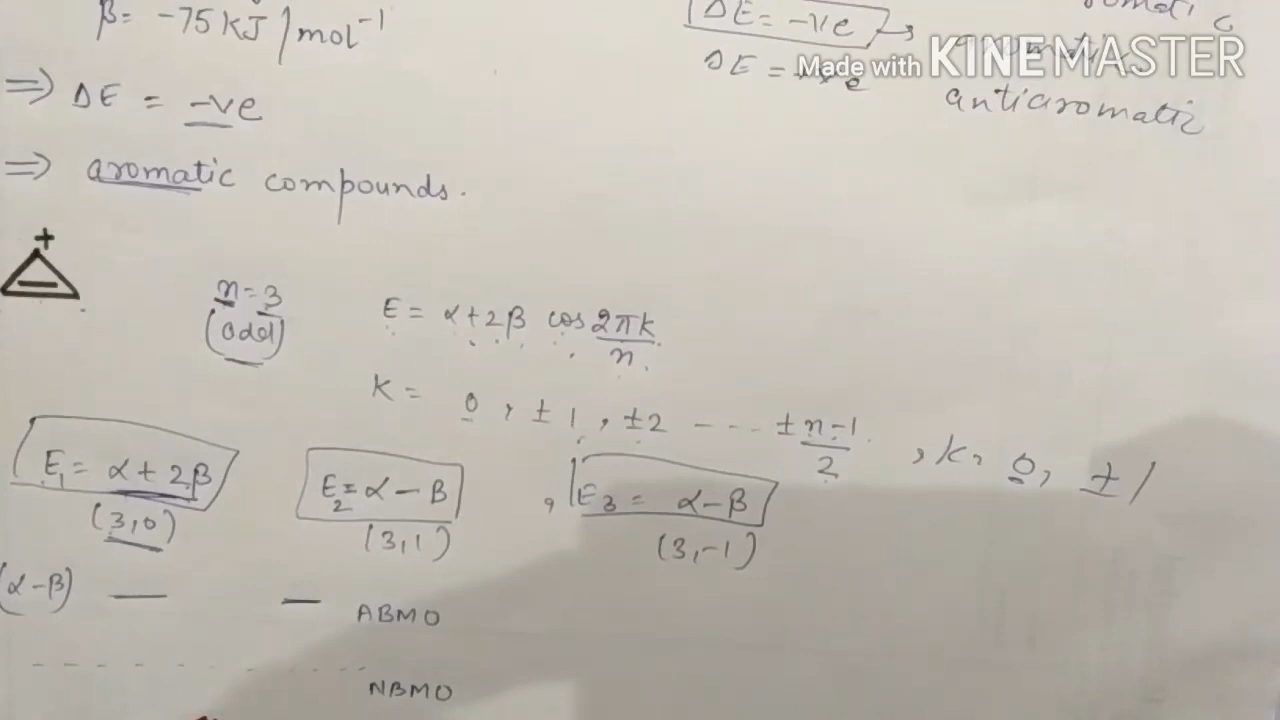 β = -75 kJ/mol⁻¹
ΔE = -ve
ΔE =
Made with KINEMASTER
antiaromatic
⇒ ΔE = -ve
⇒ aromatic compounds.
+
n = 3
(odd)
E = α + 2β cos 2πk/n
K = 0, ±1, ±2 --- ± n-1/2 , k = 0, ±1
E₁ = α + 2β
(3,0)
E₂ = α - β
(3,1)
, E₃ = α - β
(3,-1)
(α-β)
ABMO
NBMO